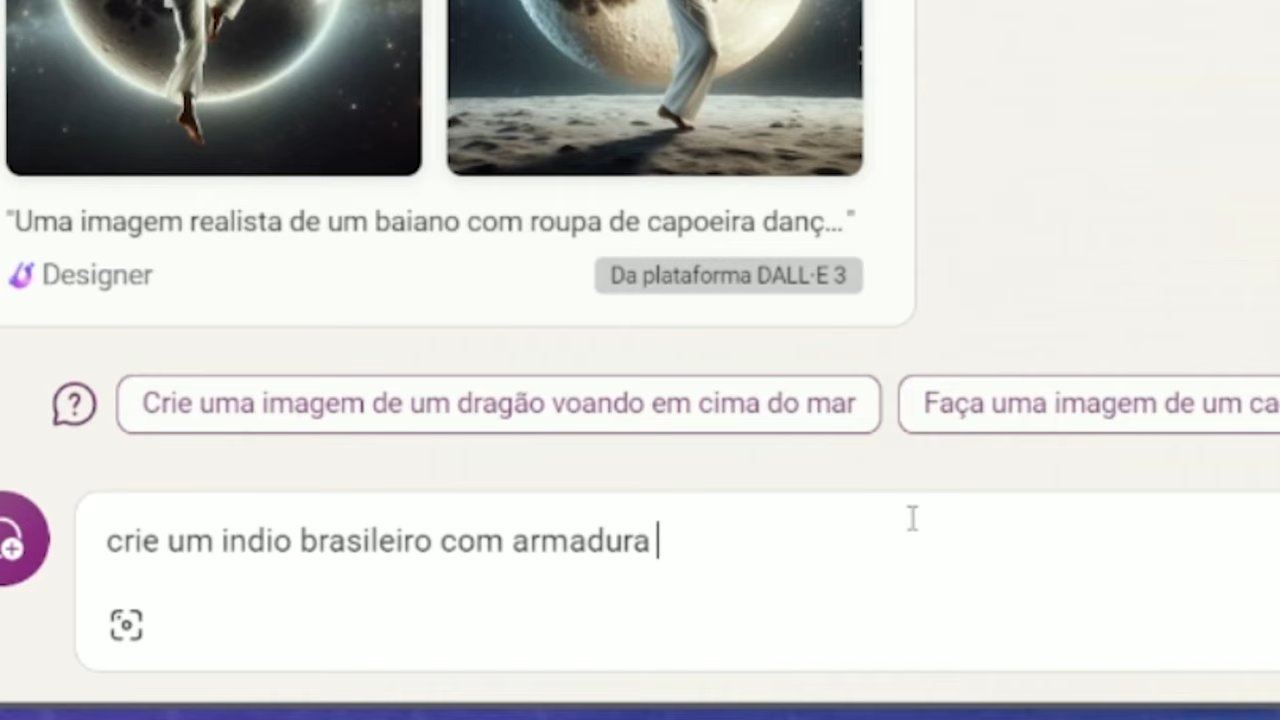 "Uma imagem realista de um baiano com roupa de capoeira danç..."
Designer
Da plataforma DALL·E 3
Crie uma imagem de um dragão voando em cima do mar
Faça uma imagem de um ca
crie um indio brasileiro com armadura